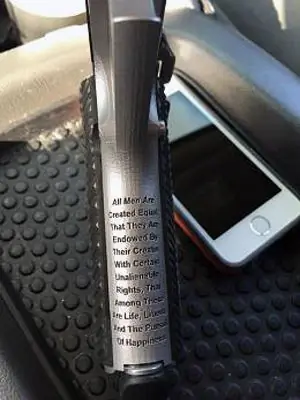 All Men Are
Created Equal
That They Are
Endowed By
Their Creator
With Certain
Unalienable
Rights, That
Among These
Are Life, Liberty
And The Pursuit
Of Happiness